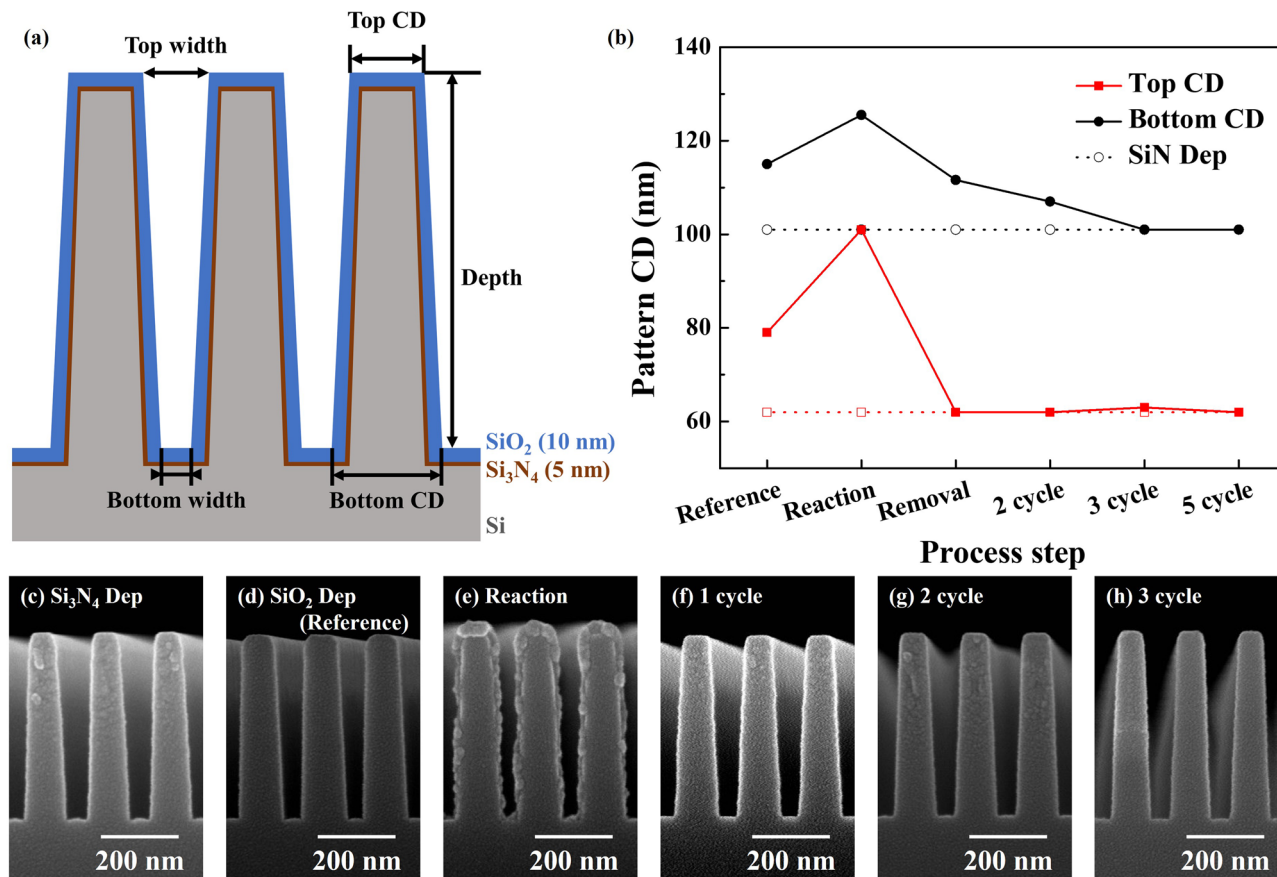 (a)
Top CD
Top width
Depth
SiO₂ (10 nm)
Si₃N₄ (5 nm)
Bottom width
Bottom CD
Si
(b)
140
120
100
80
60
Pattern CD (nm)
Top CD
Bottom CD
SiN Dep
Reference
Reaction
Removal
2 cycle
3 cycle
5 cycle
Process step
(c) Si₃N₄ Dep
200 nm
(d) SiO₂ Dep
(Reference)
200 nm
(e) Reaction
200 nm
(f) 1 cycle
200 nm
(g) 2 cycle
200 nm
(h) 3 cycle
200 nm